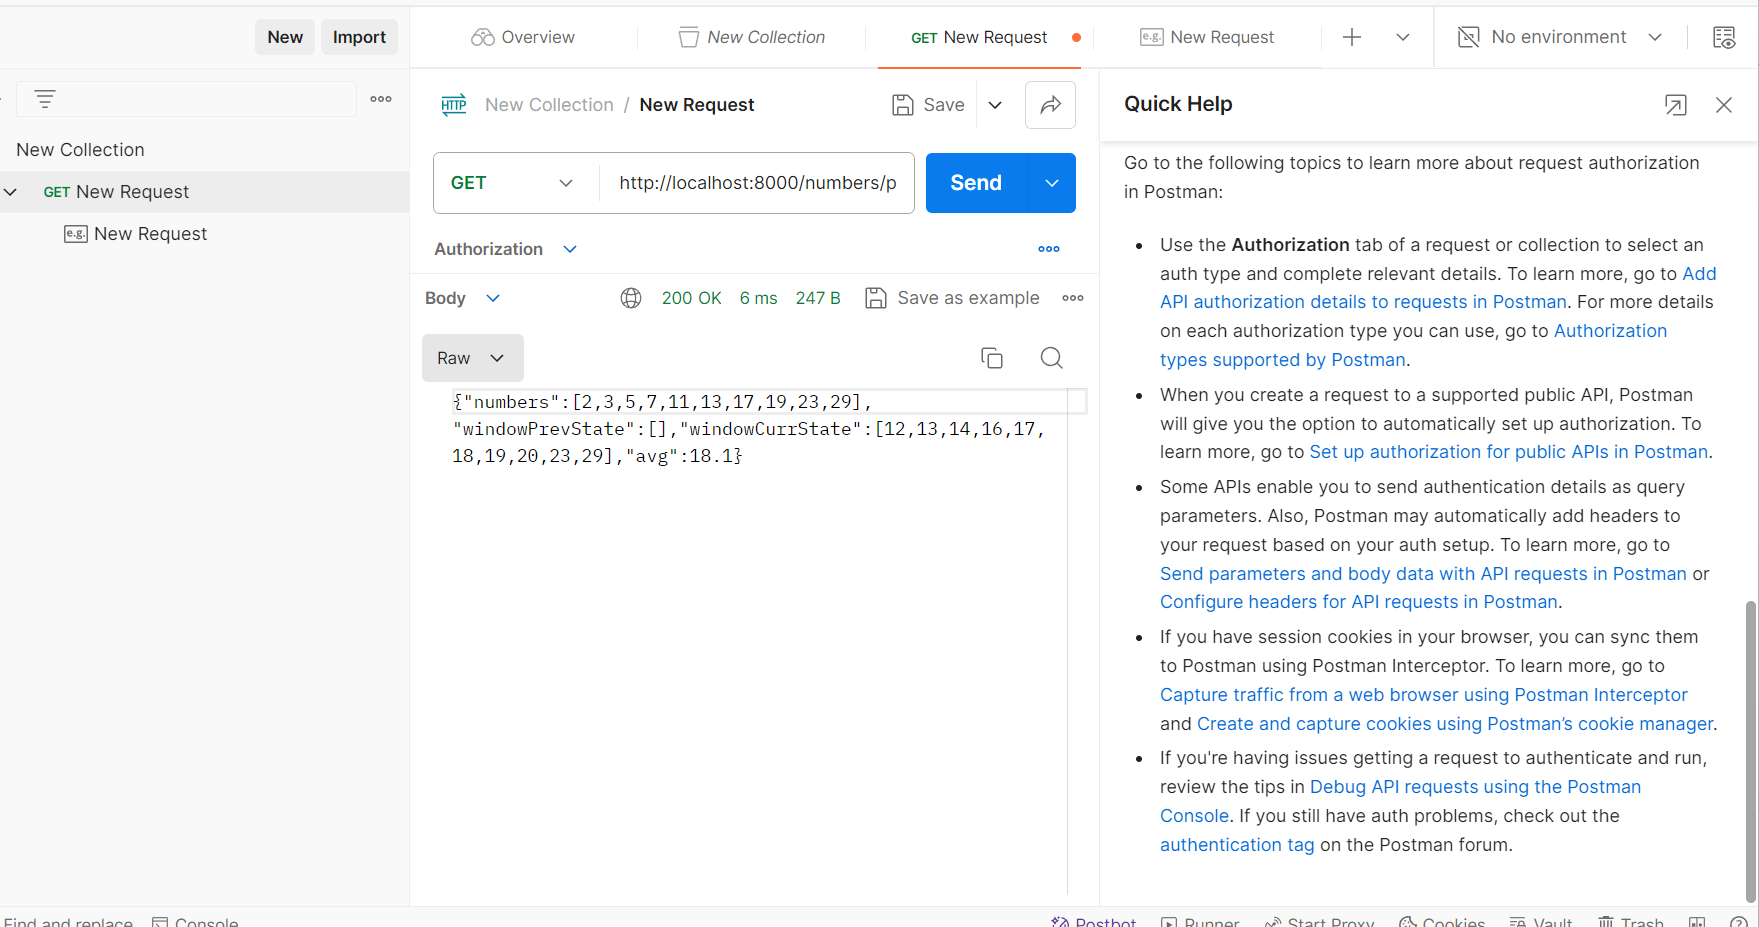 New Import
Overview New Collection GET New Request e.g. New Request No environment
HTTP New Collection / New Request Save
New Collection
GET New Request
e.g. New Request
GET http://localhost:8000/numbers/p Send
Authorization
Body 200 OK 6 ms 247 B Save as example
Raw
{"numbers":[2,3,5,7,11,13,17,19,23,29],
"windowPrevState":[],"windowCurrState":[12,13,14,16,17,
18,19,20,23,29],"avg":18.1}
Quick Help
Go to the following topics to learn more about request authorization
in Postman:
• Use the Authorization tab of a request or collection to select an
auth type and complete relevant details. To learn more, go to Add
API authorization details to requests in Postman. For more details
on each authorization type you can use, go to Authorization
types supported by Postman.
• When you create a request to a supported public API, Postman
will give you the option to automatically set up authorization. To
learn more, go to Set up authorization for public APIs in Postman.
• Some APIs enable you to send authentication details as query
parameters. Also, Postman may automatically add headers to
your request based on your auth setup. To learn more, go to
Send parameters and body data with API requests in Postman or
Configure headers for API requests in Postman.
• If you have session cookies in your browser, you can sync them
to Postman using Postman Interceptor. To learn more, go to
Capture traffic from a web browser using Postman Interceptor
and Create and capture cookies using Postman’s cookie manager.
• If you're having issues getting a request to authenticate and run,
review the tips in Debug API requests using the Postman
Console. If you still have auth problems, check out the
authentication tag on the Postman forum.
Find and replace Console Postbot Runner Start Proxy Cookies Vault Trash